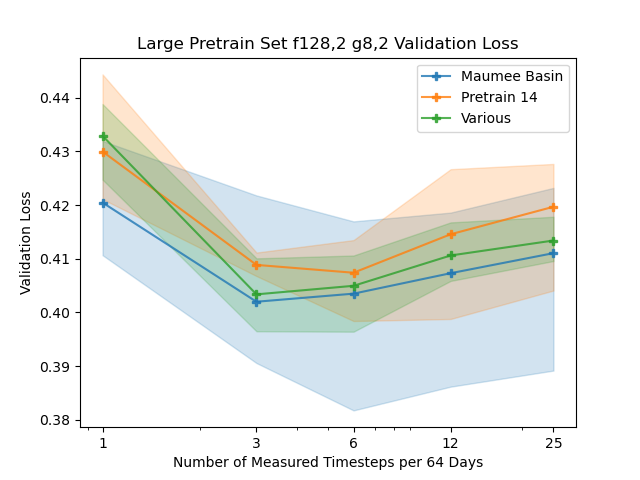 Large Pretrain Set f128,2 g8,2 Validation Loss
Maumee Basin
Pretrain 14
Various
Validation Loss
0.44
0.43
0.42
0.41
0.40
0.39
0.38
1 3 6 12 25
Number of Measured Timesteps per 64 Days